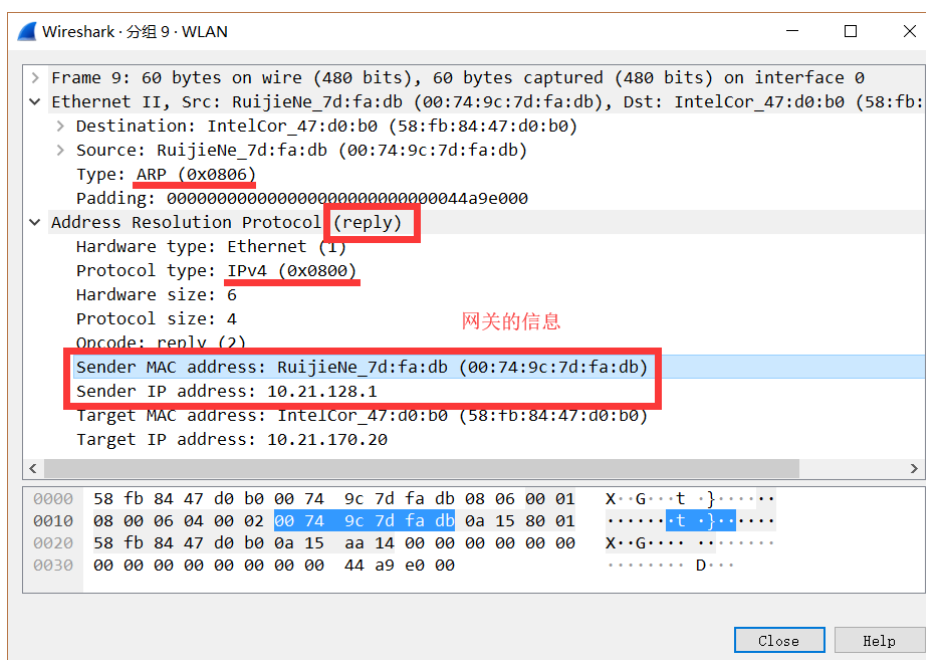 Wireshark · 分组 9 · WLAN
Frame 9: 60 bytes on wire (480 bits), 60 bytes captured (480 bits) on interface 0
Ethernet II, Src: RuijieNe_7d:fa:db (00:74:9c:7d:fa:db), Dst: IntelCor_47:d0:b0 (58:fb:
Destination: IntelCor_47:d0:b0 (58:fb:84:47:d0:b0)
Source: RuijieNe_7d:fa:db (00:74:9c:7d:fa:db)
Type: ARP (0x0806)
Padding: 000000000000000000000000000044a9e000
Address Resolution Protocol (reply)
Hardware type: Ethernet (1)
Protocol type: IPv4 (0x0800)
Hardware size: 6
Protocol size: 4
网关的信息
Opcode: reply (2)
Sender MAC address: RuijieNe_7d:fa:db (00:74:9c:7d:fa:db)
Sender IP address: 10.21.128.1
Target MAC address: IntelCor_47:d0:b0 (58:fb:84:47:d0:b0)
Target IP address: 10.21.170.20
0000 58 fb 84 47 d0 b0 00 74 9c 7d fa db 08 06 00 01 X··G···t ·}······
0010 08 00 06 04 00 02 00 74 9c 7d fa db 0a 15 80 01 ·······t ·}······
0020 58 fb 84 47 d0 b0 0a 15 aa 14 00 00 00 00 00 00 X··G···· ········
0030 00 00 00 00 00 00 00 00 44 a9 e0 00 ········ D···
Close Help